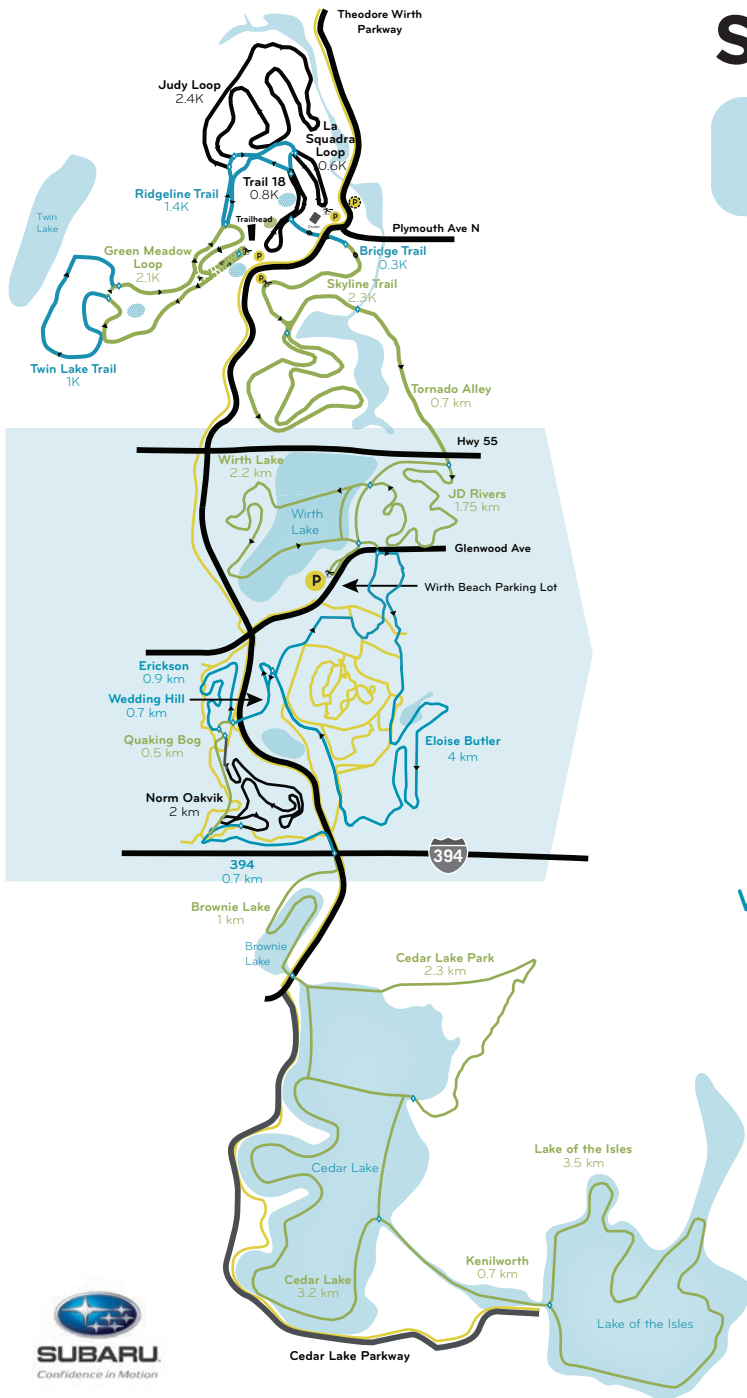 Theodore Wirth
Parkway
S
Judy Loop
2.4K
La
Squadra
Loop
0.6K
Trail 18
0.8K
Ridgeline Trail
1.4K
Twin
Lake
Trailhead
Chalet
P
P
Plymouth Ave N
Green Meadow
Loop
2.1K
P
P
Bridge Trail
0.3K
Skyline Trail
2.3K
Twin Lake Trail
1K
Tornado Alley
0.7 km
Hwy 55
Wirth Lake
2.2 km
JD Rivers
1.75 km
Wirth
Lake
Glenwood Ave
P
Wirth Beach Parking Lot
Erickson
0.9 km
Wedding Hill
0.7 km
Quaking Bog
0.5 km
Eloise Butler
4 km
Norm Oakvik
2 km
394
0.7 km
394
Brownie Lake
1 km
Brownie
Lake
Cedar Lake Park
2.3 km
Cedar Lake
Lake of the Isles
3.5 km
Kenilworth
0.7 km
Cedar Lake
3.2 km
Lake of the Isles
Cedar Lake Parkway
SUBARU
Confidence in Motion